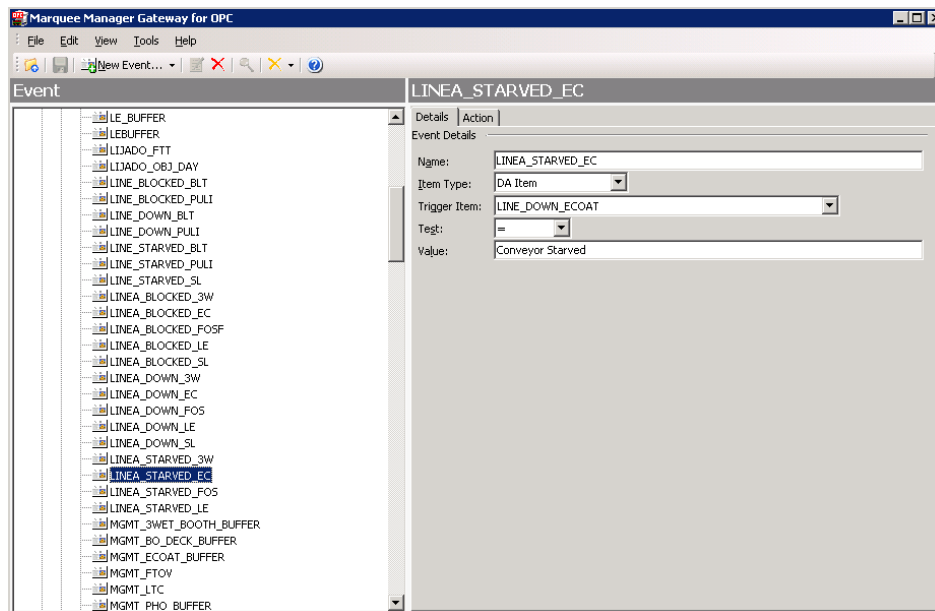 Marquee Manager Gateway for OPC
File Edit View Tools Help
New Event...
Event
LE_BUFFER
LEBUFFER
LIJADO_FTT
LIJADO_OBJ_DAY
LINE_BLOCKED_BLT
LINE_BLOCKED_PULI
LINE_DOWN_BLT
LINE_DOWN_PULI
LINE_STARVED_BLT
LINE_STARVED_PULI
LINE_STARVED_SL
LINEA_BLOCKED_3W
LINEA_BLOCKED_EC
LINEA_BLOCKED_FOSF
LINEA_BLOCKED_LE
LINEA_BLOCKED_SL
LINEA_DOWN_3W
LINEA_DOWN_EC
LINEA_DOWN_FOS
LINEA_DOWN_LE
LINEA_DOWN_SL
LINEA_STARVED_3W
LINEA_STARVED_EC
LINEA_STARVED_FOS
LINEA_STARVED_LE
MGMT_3WET_BOOTH_BUFFER
MGMT_BO_DECK_BUFFER
MGMT_ECOAT_BUFFER
MGMT_FTOV
MGMT_LTC
MGMT_PHO_BUFFER
LINEA_STARVED_EC
Details Action
Event Details
Name: LINEA_STARVED_EC
Item Type: DA Item
Trigger Item: LINE_DOWN_ECOAT
Test: =
Value: Conveyor Starved